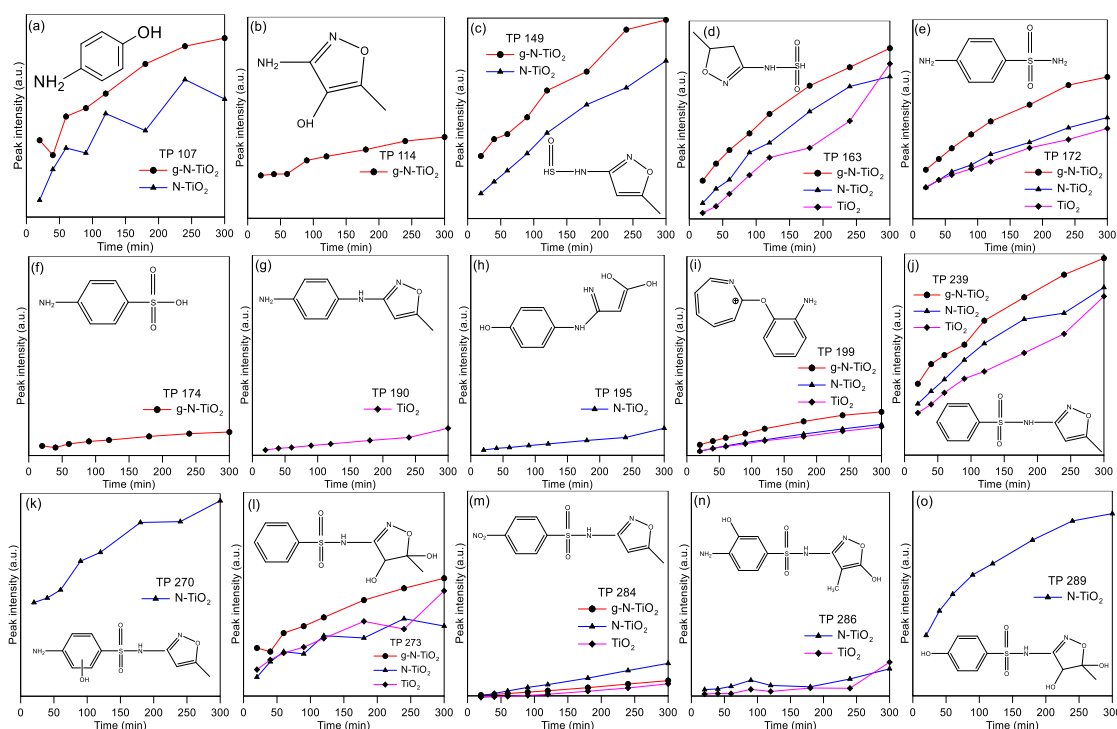 (a)
OH
NH₂
TP 107
g-N-TiO₂
N-TiO₂
Peak intensity (a.u.)
0 50 100 150 200 250 300
Time (min)
(b)
N
O
NH₂
HO
TP 114
g-N-TiO₂
Peak intensity (a.u.)
0 50 100 150 200 250 300
Time (min)
(c)
TP 149
g-N-TiO₂
N-TiO₂
O
HS
NH
N
O
Peak intensity (a.u.)
0 50 100 150 200 250 300
Time (min)
(d)
O
N
NH
O
SH
O
TP 163
g-N-TiO₂
N-TiO₂
TiO₂
Peak intensity (a.u.)
0 50 100 150 200 250 300
Time (min)
(e)
NH₂
O
S
NH₂
O
TP 172
g-N-TiO₂
N-TiO₂
TiO₂
Peak intensity (a.u.)
0 50 100 150 200 250 300
Time (min)
(f)
H₂N
O
S
OH
O
TP 174
g-N-TiO₂
Peak intensity (a.u.)
0 50 100 150 200 250 300
Time (min)
(g)
NH₂
H
N
N
O
TP 190
TiO₂
Peak intensity (a.u.)
0 50 100 150 200 250 300
Time (min)
(h)
HO
NH
HN
HO
OH
TP 195
N-TiO₂
Peak intensity (a.u.)
0 50 100 150 200 250 300
Time (min)
(i)
N
O
NH₂
TP 199
g-N-TiO₂
N-TiO₂
TiO₂
Peak intensity (a.u.)
0 50 100 150 200 250 300
Time (min)
(j)
TP 239
g-N-TiO₂
N-TiO₂
TiO₂
O
S
O
NH
N
O
Peak intensity (a.u.)
0 50 100 150 200 250 300
Time (min)
(k)
TP 270
N-TiO₂
NH₂
OH
O
S
O
H
N
N
O
Peak intensity (a.u.)
0 100 200 300
Time (min)
(l)
O
S
O
NH
N
O
OH
HO
TP 273
g-N-TiO₂
N-TiO₂
TiO₂
Peak intensity (a.u.)
0 50 100 150 200 250 300
Time (min)
(m)
NO₂
O
S
O
H
N
N
O
TP 284
g-N-TiO₂
N-TiO₂
TiO₂
Peak intensity (a.u.)
0 50 100 150 200 250 300
Time (min)
(n)
HO
NH₂
O
S
O
H
N
N
O
OH
H₃C
TP 286
N-TiO₂
TiO₂
Peak intensity (a.u.)
0 50 100 150 200 250 300
Time (min)
(o)
TP 289
N-TiO₂
HO
O
S
O
NH
N
O
OH
HO
Peak intensity (a.u.)
0 50 100 150 200 250 300
Time (min)